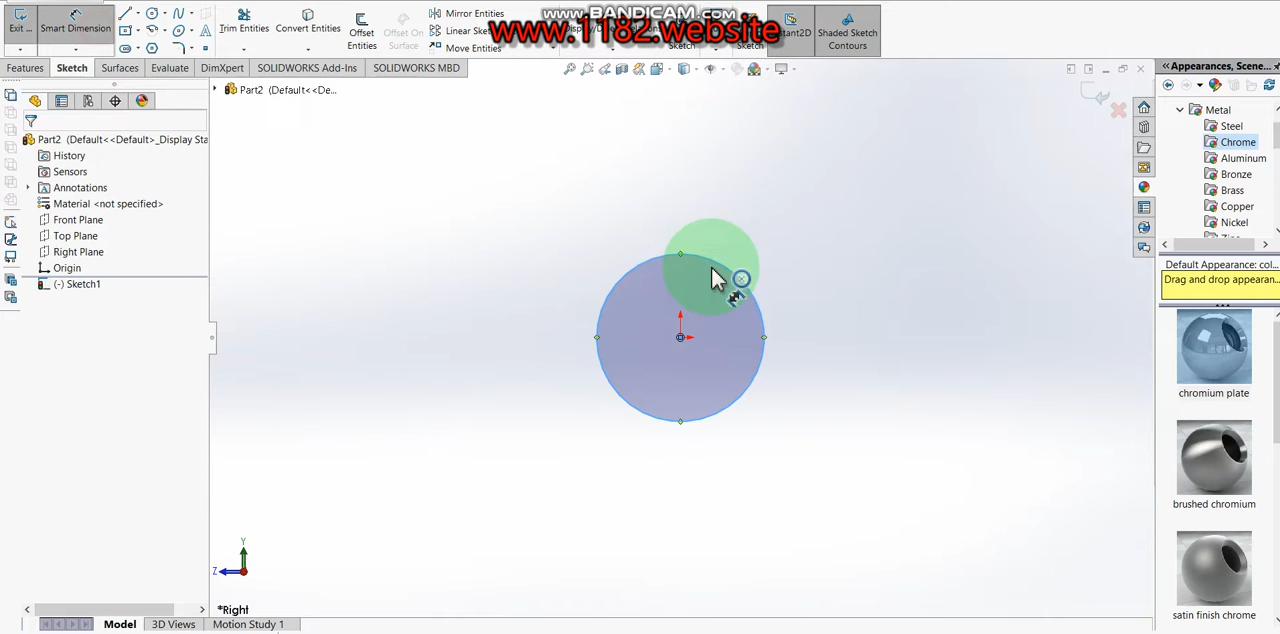 www.BANDICAM.com
www.1182.website
Exit ...
Smart Dimension
Trim Entities
Convert Entities
Offset
Entities
Offset On
Surface
Mirror Entities
Linear Sk
Move Entities
Sketch
Sketch
Instant2D
Shaded Sketch
Contours
Features
Sketch
Surfaces
Evaluate
DimXpert
SOLIDWORKS Add-Ins
SOLIDWORKS MBD
Part2 (Default<<De...
Part2 (Default<<Default>_Display Sta
History
Sensors
Annotations
Material <not specified>
Front Plane
Top Plane
Right Plane
Origin
(-) Sketch1
Y
Z
*Right
Model
3D Views
Motion Study 1
Appearances, Scene...
Metal
Steel
Chrome
Aluminum
Bronze
Brass
Copper
Nickel
Default Appearance: col...
Drag and drop appearan...
chromium plate
brushed chromium
satin finish chrome